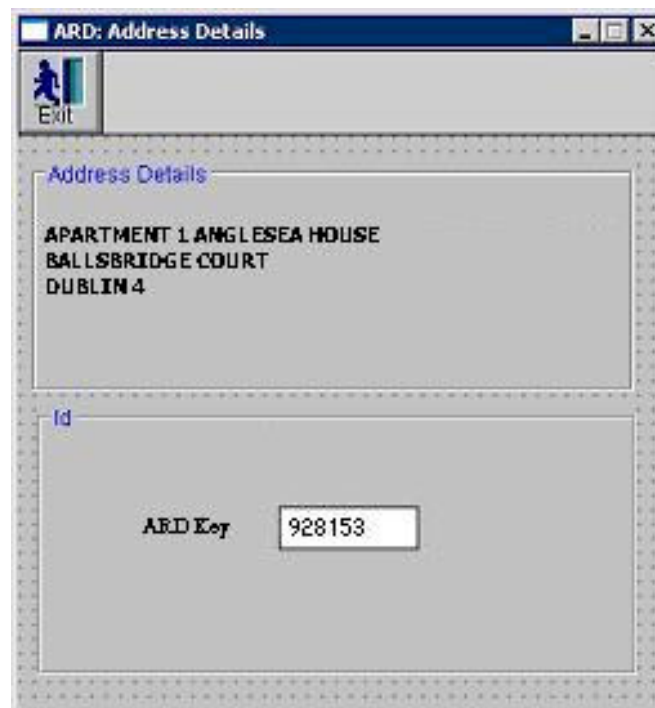 ARD: Address Details
Exit
Address Details
APARTMENT 1 ANGLESEA HOUSE
BALLSBRIDGE COURT
DUBLIN 4
Id
ARD Key 928153